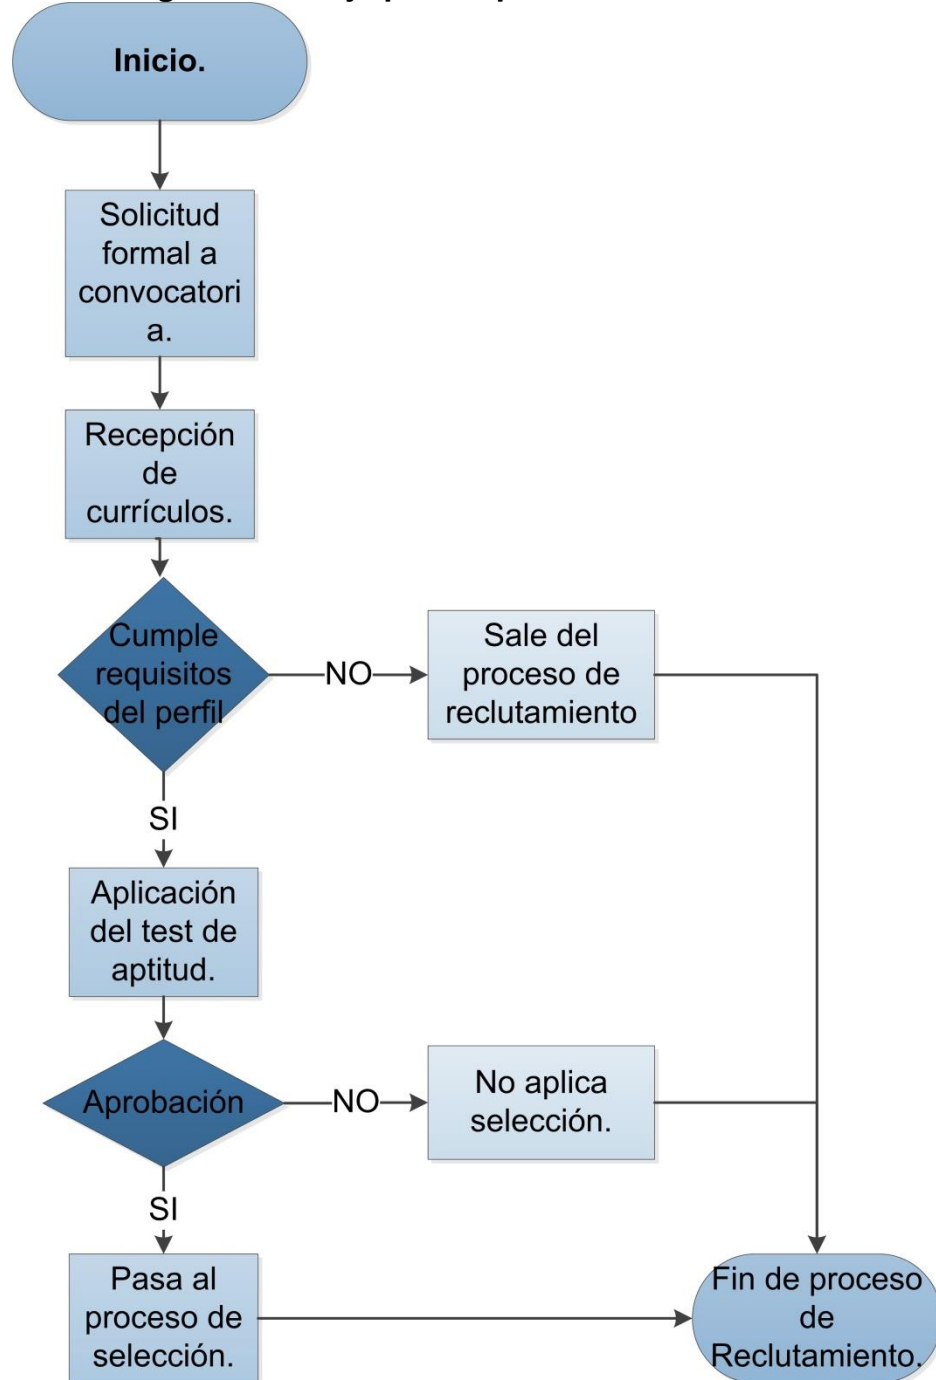 Inicio.
Solicitud
formal a
convocatori
a.
Recepción
de
currículos.
Cumple
requisitos
del perfil
NO
Sale del
proceso de
reclutamiento
SI
Aplicación
del test de
aptitud.
Aprobación
NO
No aplica
selección.
SI
Pasa al
proceso de
selección.
Fin de proceso
de
Reclutamiento.